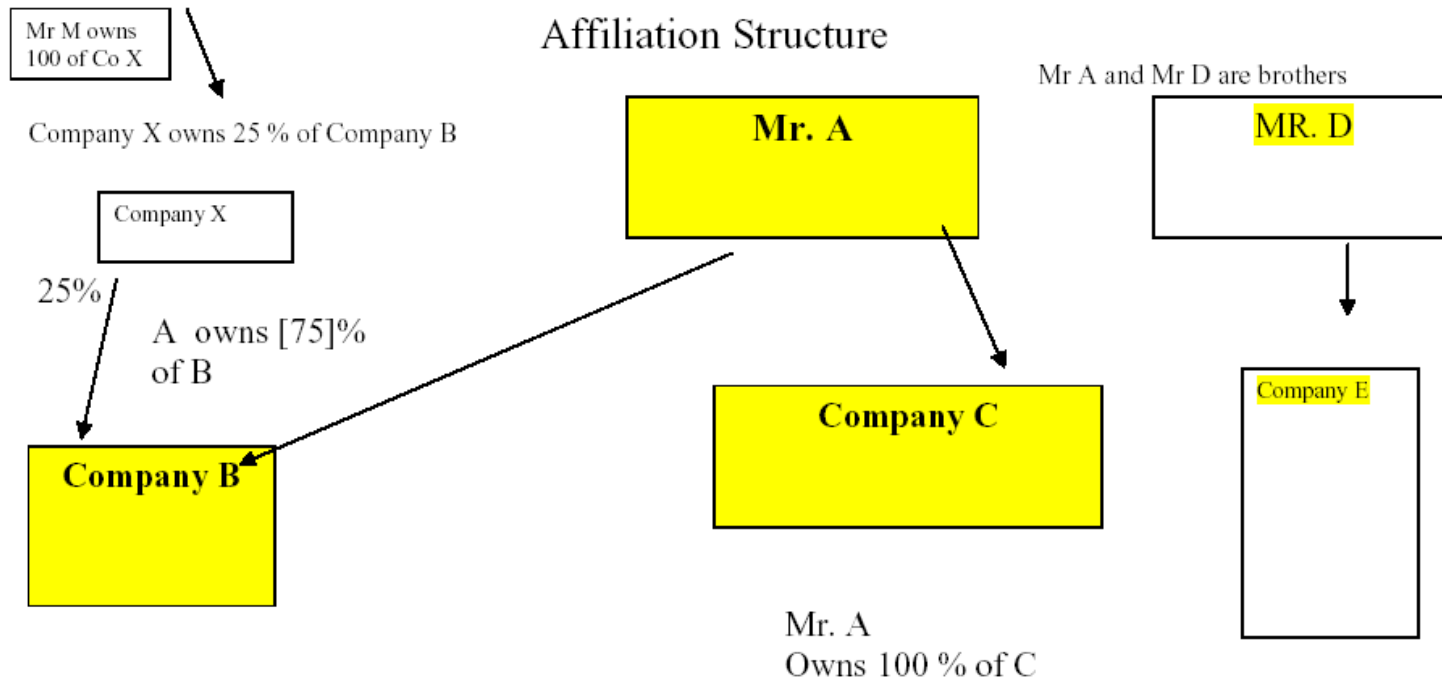 Affiliation Structure
Mr M owns
100 of Co X
Mr A and Mr D are brothers
Company X owns 25 % of Company B
Mr. A
MR. D
Company X
25%
A owns [75]%
of B
Company E
Company C
Company B
Mr. A
Owns 100 % of C